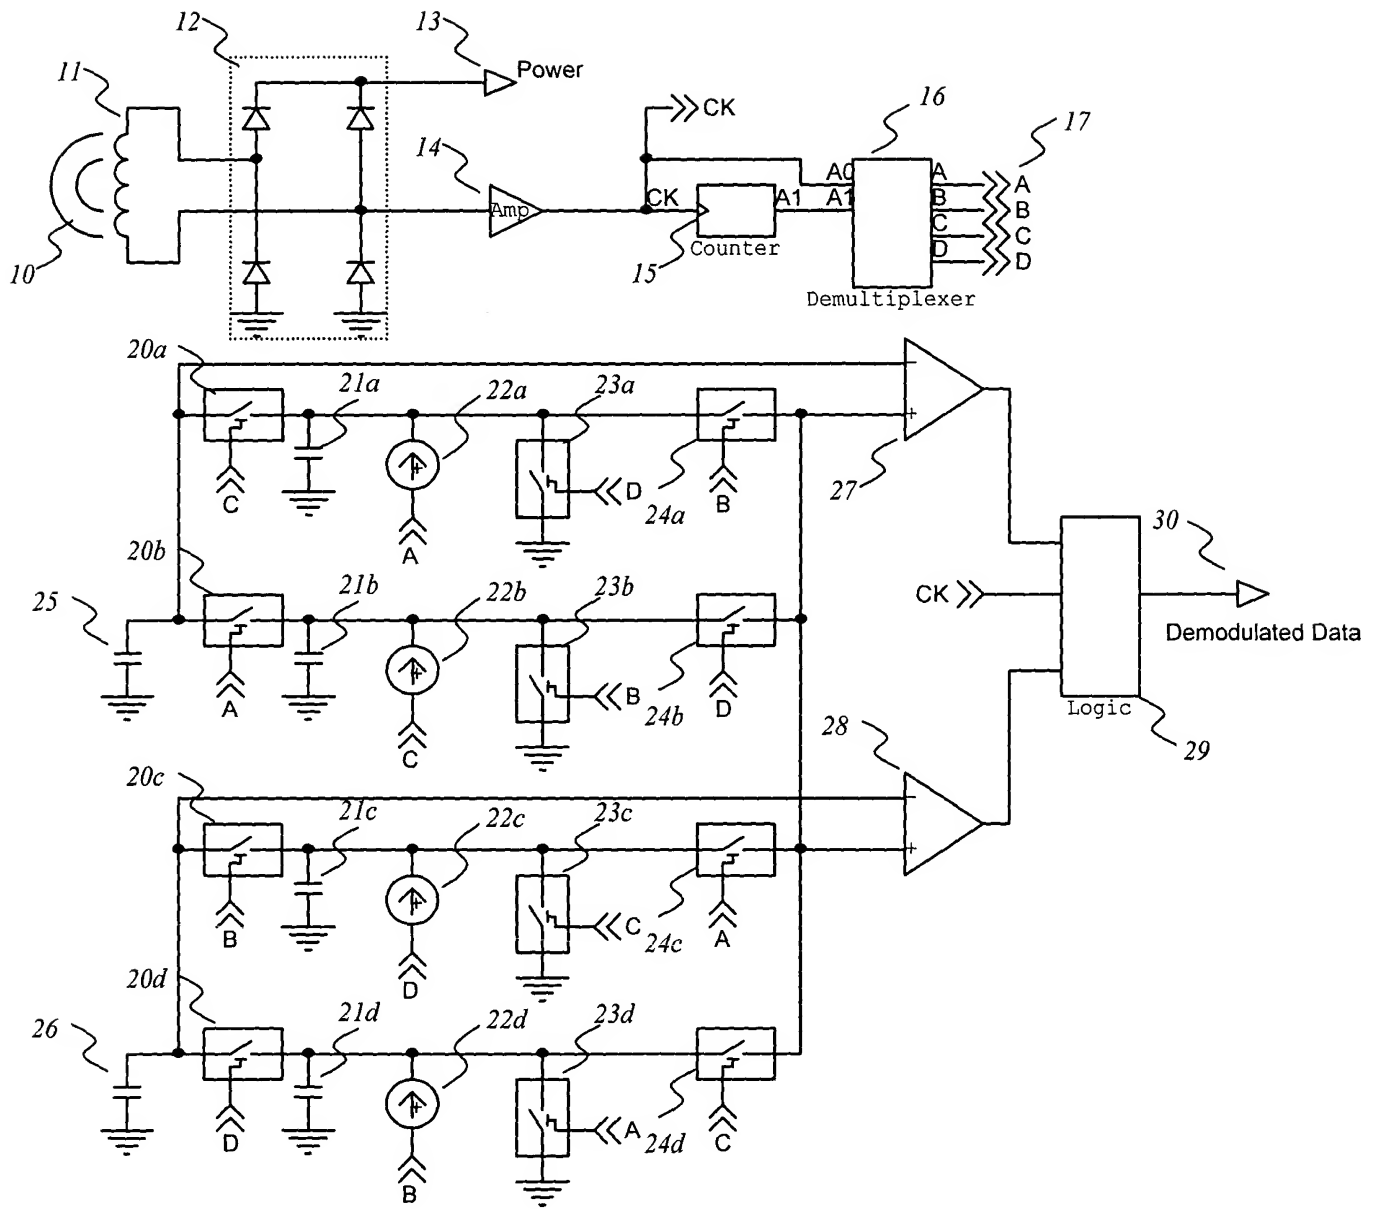 12
13
Power
11
CK
16
17
14
A0
A
A
Amp
CK
A1
A1
B
B
C
C
10
15
Counter
D
D
Demultiplexer
20a
21a
22a
23a
−
+
C
D
24a
B
27
A
20b
21b
22b
23b
30
25
CK
Demodulated Data
A
B
24b
D
Logic
29
C
28
20c
21c
22c
23c
−
+
B
C
24c
A
D
20d
21d
22d
23d
26
D
A
24d
C
B